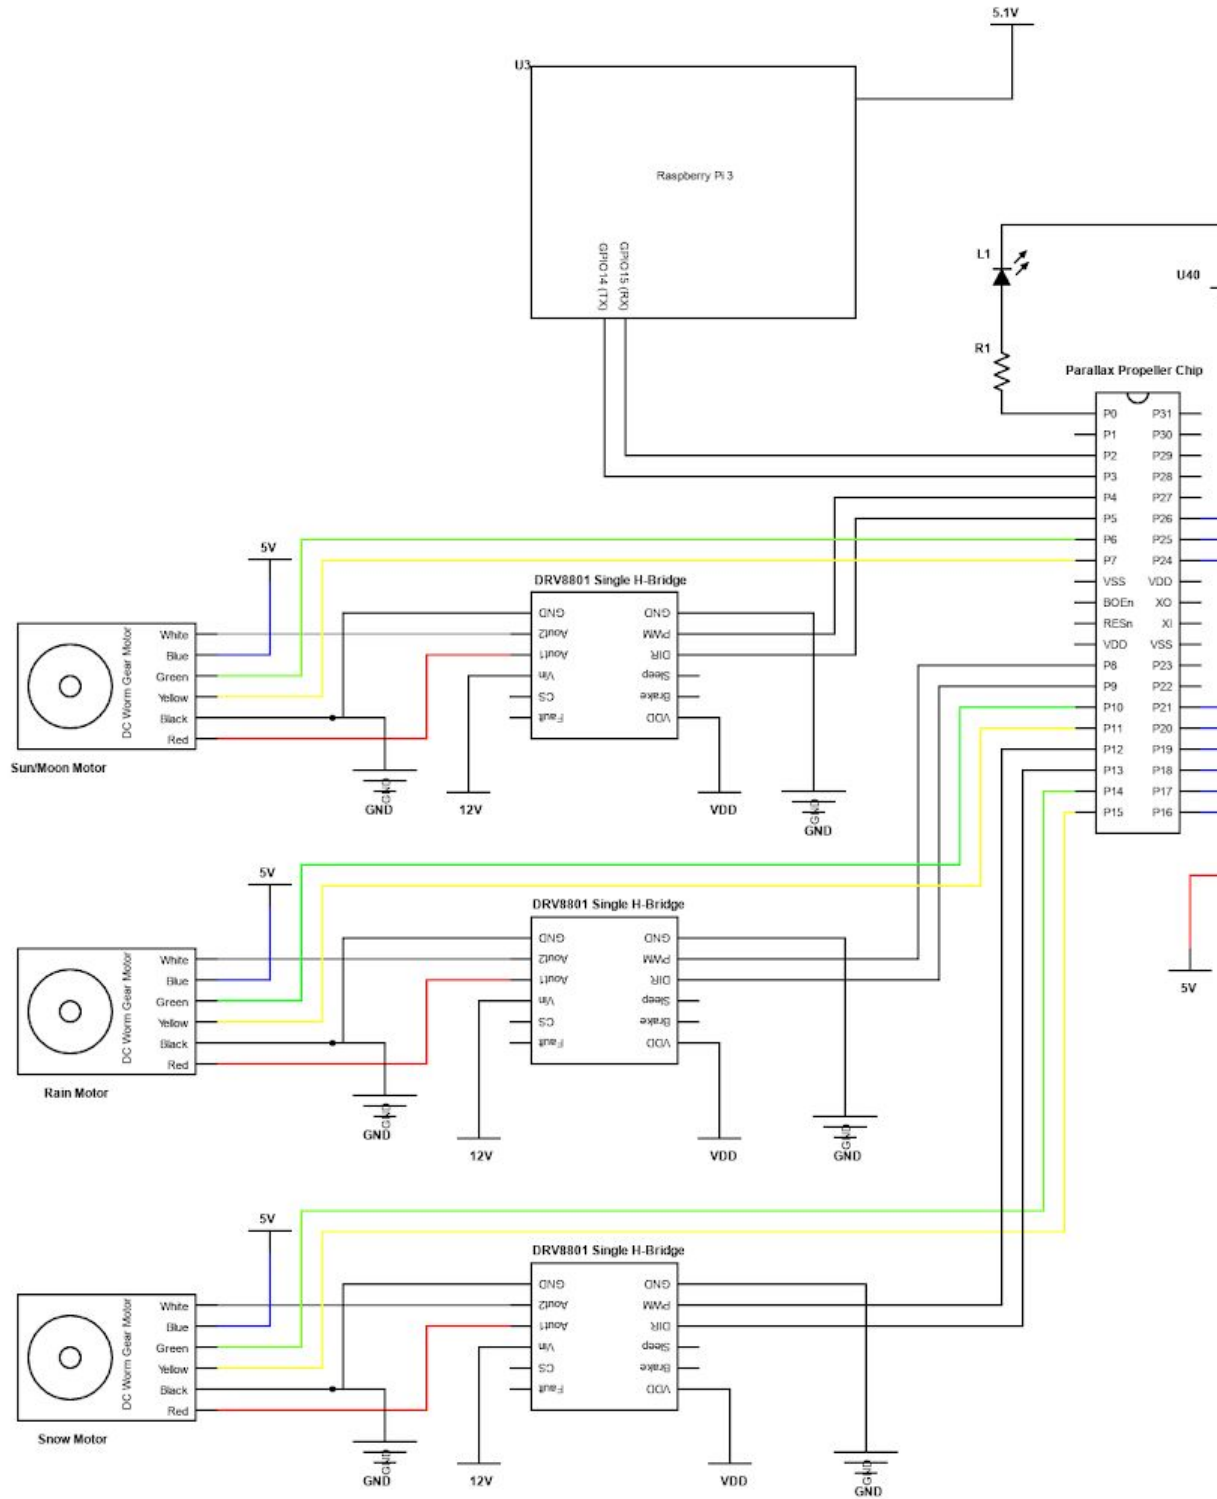 5.1V
U3
Raspberry Pi 3
GPIO14 (TX)
GPIO15 (RX)
L1
U40
R1
Parallax Propeller Chip
P0 P31
P1 P30
P2 P29
P3 P28
P4 P27
P5 P26
P6 P25
P7 P24
VSS VDD
BOEn XO
RESn XI
VDD VSS
P8 P23
P9 P22
P10 P21
P11 P20
P12 P19
P13 P18
P14 P17
P15 P16
5V
5V
DRV8801 Single H-Bridge
GND GND
Aout2 PWM
Aout1 DIR
Vin Sleep
CS Brake
Fault VDD
DC Worm Gear Motor
White
Blue
Green
Yellow
Black
Red
Sun/Moon Motor
GND
GND
12V
VDD
GND
GND
5V
DRV8801 Single H-Bridge
GND GND
Aout2 PWM
Aout1 DIR
Vin Sleep
CS Brake
Fault VDD
DC Worm Gear Motor
White
Blue
Green
Yellow
Black
Red
Rain Motor
GND
GND
12V
VDD
GND
GND
5V
DRV8801 Single H-Bridge
GND GND
Aout2 PWM
Aout1 DIR
Vin Sleep
CS Brake
Fault VDD
DC Worm Gear Motor
White
Blue
Green
Yellow
Black
Red
Snow Motor
GND
GND
12V
VDD
GND
GND